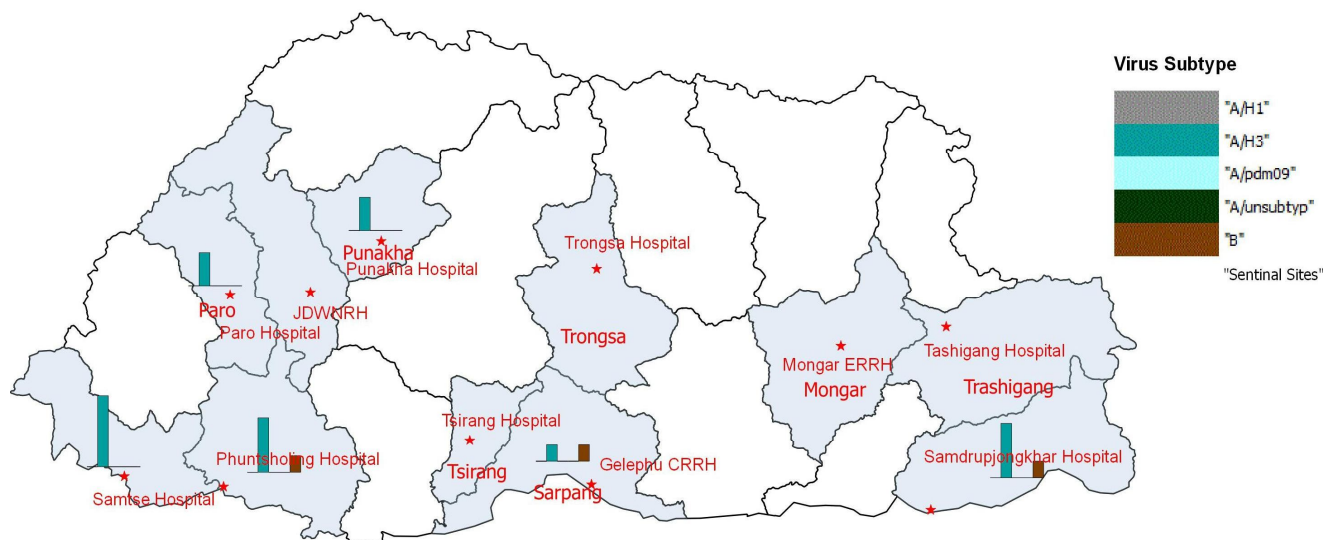 Virus Subtype
"A/H1"
"A/H3"
"A/pdm09"
"A/unsubtyp"
"B"
"Sentinal Sites"
Punakha
Punakha Hospital
Trongsa Hospital
Paro
Paro Hospital
JDWNRH
Trongsa
Mongar ERRH
Mongar
Tashigang Hospital
Trashigang
Tsirang Hospital
Tsirang
Phuntsholing Hospital
Gelephu CRRH
Sarpang
Samdrupjongkhar Hospital
Samtse Hospital